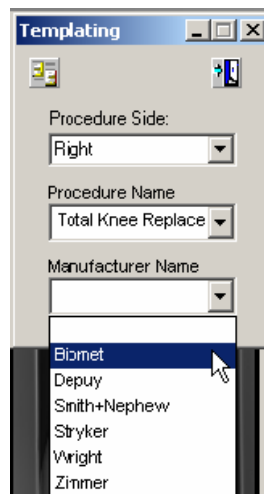 Templating
Procedure Side:
Right
Procedure Name
Total Knee Replace
Manufacturer Name
Biomet
Depuy
Smith+Nephew
Stryker
Wright
Zimmer